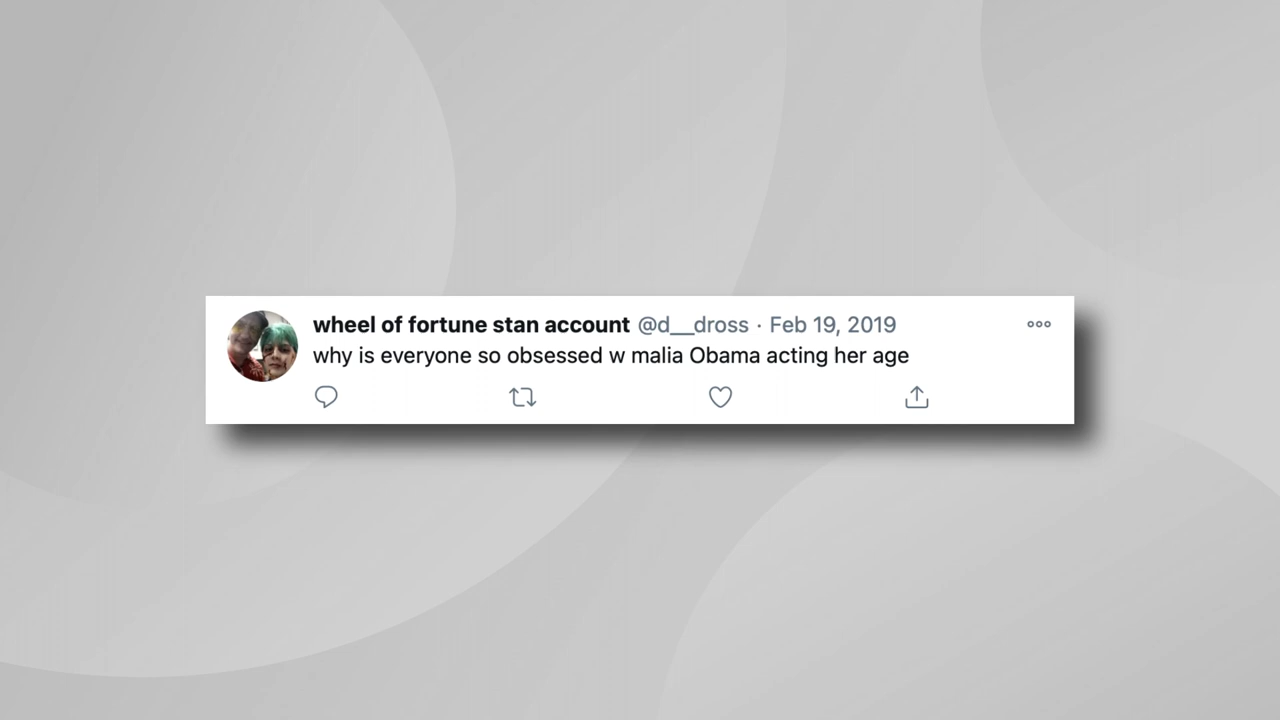 wheel of fortune stan account @d__dross · Feb 19, 2019
why is everyone so obsessed w malia Obama acting her age